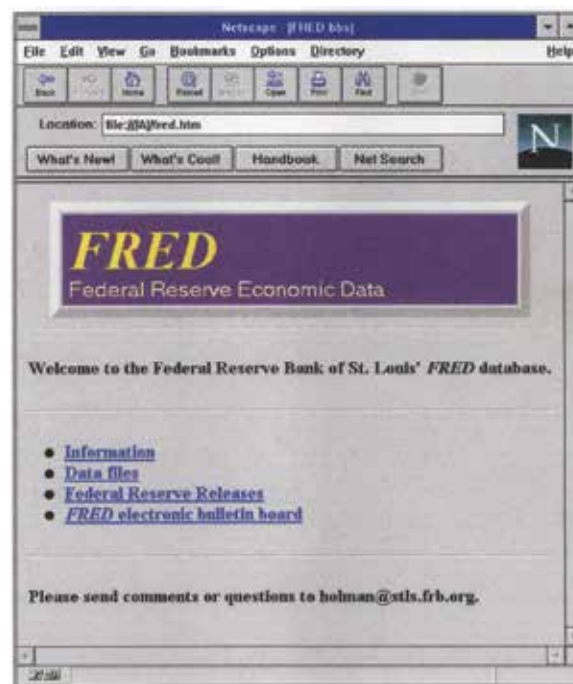 Netscape - [FRED bbs]
File Edit View Go Bookmarks Options Directory Help
Back Home Reload Open Print Find
Location: file:///A|/fred.htm
N
What's New! What's Cool! Handbook Net Search
FRED
Federal Reserve Economic Data
Welcome to the Federal Reserve Bank of St. Louis' FRED database.
Information
Data files
Federal Reserve Releases
FRED electronic bulletin board
Please send comments or questions to holman@stls.frb.org.